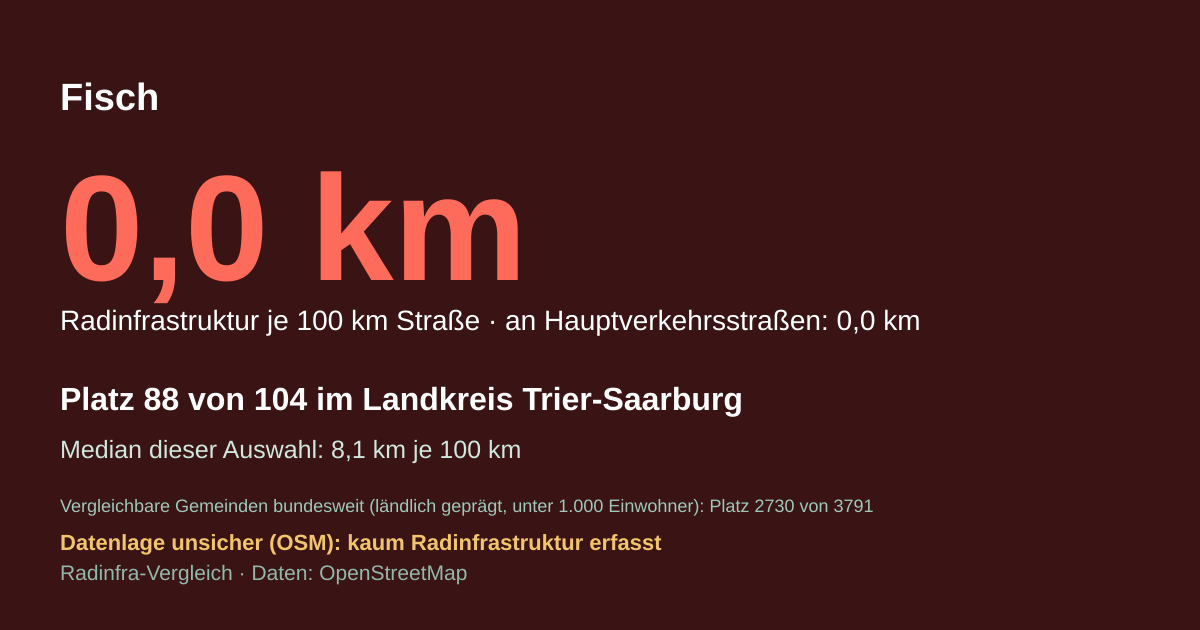 Fisch
0,0 km
Radinfrastruktur je 100 km Straße · an Hauptverkehrsstraßen: 0,0 km
Platz 88 von 104 im Landkreis Trier-Saarburg
Median dieser Auswahl: 8,1 km je 100 km
Vergleichbare Gemeinden bundesweit (ländlich geprägt, unter 1.000 Einwohner): Platz 2730 von 3791
Datenlage unsicher (OSM): kaum Radinfrastruktur erfasst
Radinfra-Vergleich · Daten: OpenStreetMap